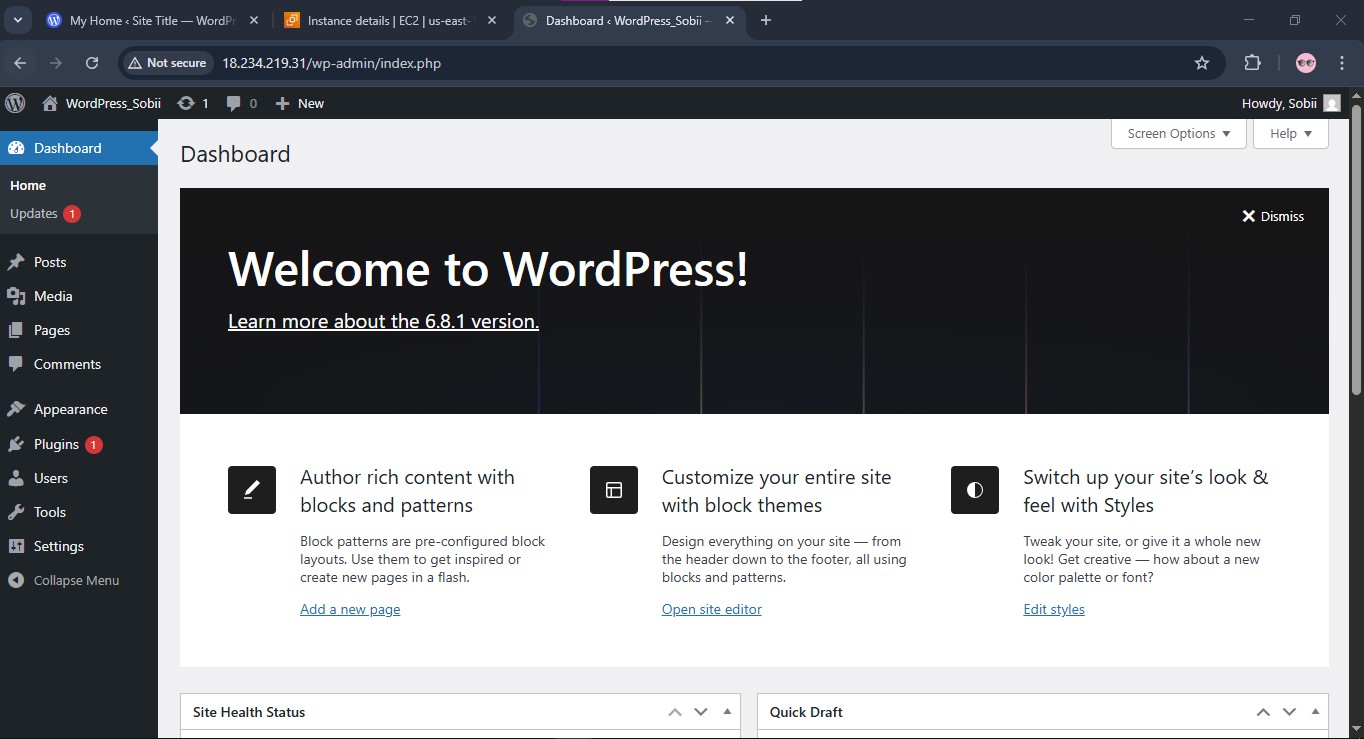 My Home ‹ Site Title — WordPr
Instance details | EC2 | us-east-
Dashboard ‹ WordPress_Sobii —
Not secure
18.234.219.31/wp-admin/index.php
WordPress_Sobii
1
0
New
Howdy, Sobii
Dashboard
Home
Updates 1
Posts
Media
Pages
Comments
Appearance
Plugins 1
Users
Tools
Settings
Collapse Menu
Screen Options
Help
Dashboard
Dismiss
Welcome to WordPress!
Learn more about the 6.8.1 version.
Author rich content with
blocks and patterns
Block patterns are pre-configured block
layouts. Use them to get inspired or
create new pages in a flash.
Add a new page
Customize your entire site
with block themes
Design everything on your site — from
the header down to the footer, all using
blocks and patterns.
Open site editor
Switch up your site’s look &
feel with Styles
Tweak your site, or give it a whole new
look! Get creative — how about a new
color palette or font?
Edit styles
Site Health Status
Quick Draft